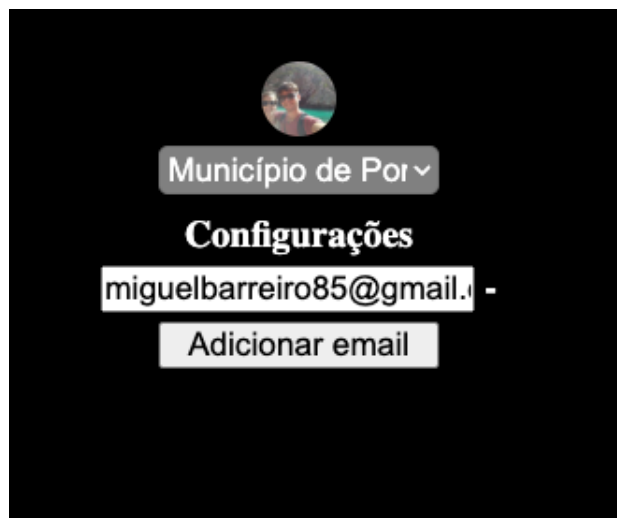 Município de Por
Configurações
miguelbarreiro85@gmail. -
Adicionar email